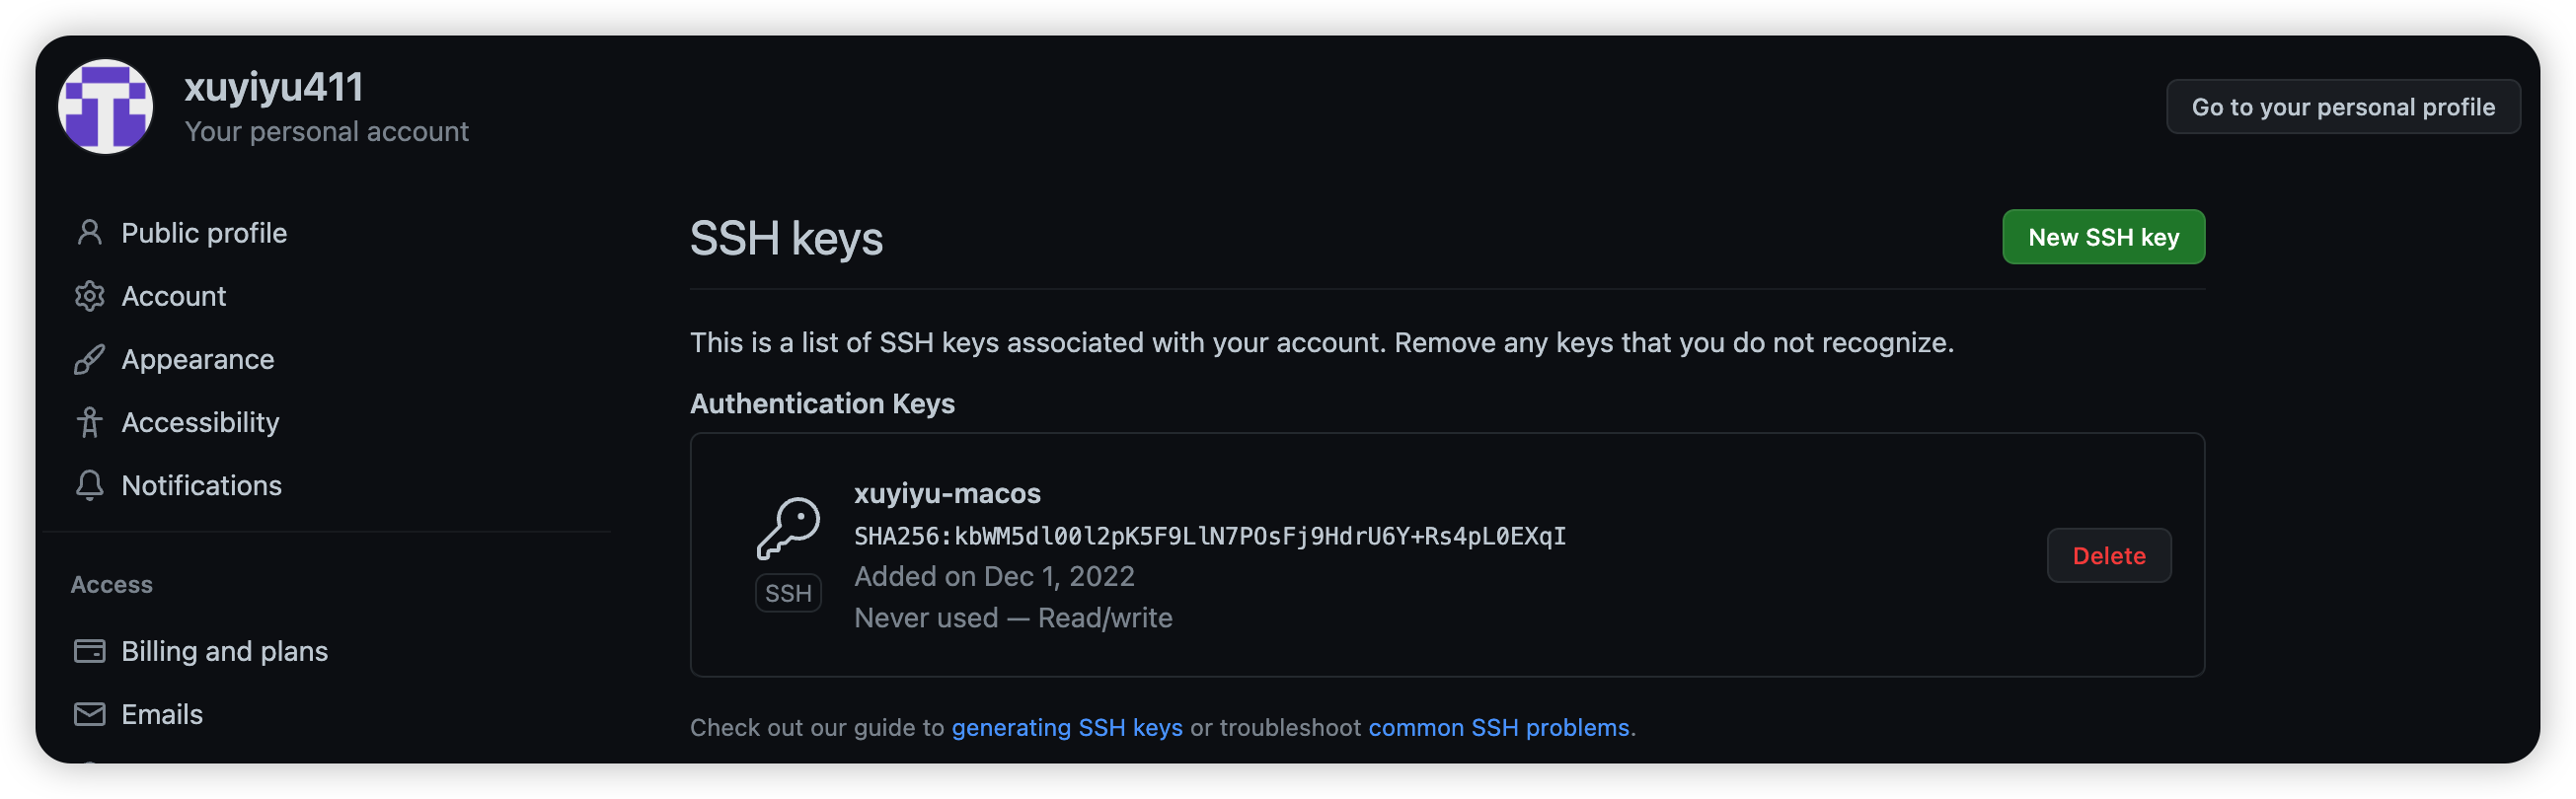 xuyiyu411
Your personal account
Go to your personal profile
Public profile
Account
Appearance
Accessibility
Notifications
Access
Billing and plans
Emails
SSH keys
New SSH key
This is a list of SSH keys associated with your account. Remove any keys that you do not recognize.
Authentication Keys
xuyiyu-macos
SHA256:kbWM5dl00l2pK5F9LlN7POsFj9HdrU6Y+Rs4pL0EXqI
Added on Dec 1, 2022
Never used — Read/write
SSH
Delete
Check out our guide to generating SSH keys or troubleshoot common SSH problems.